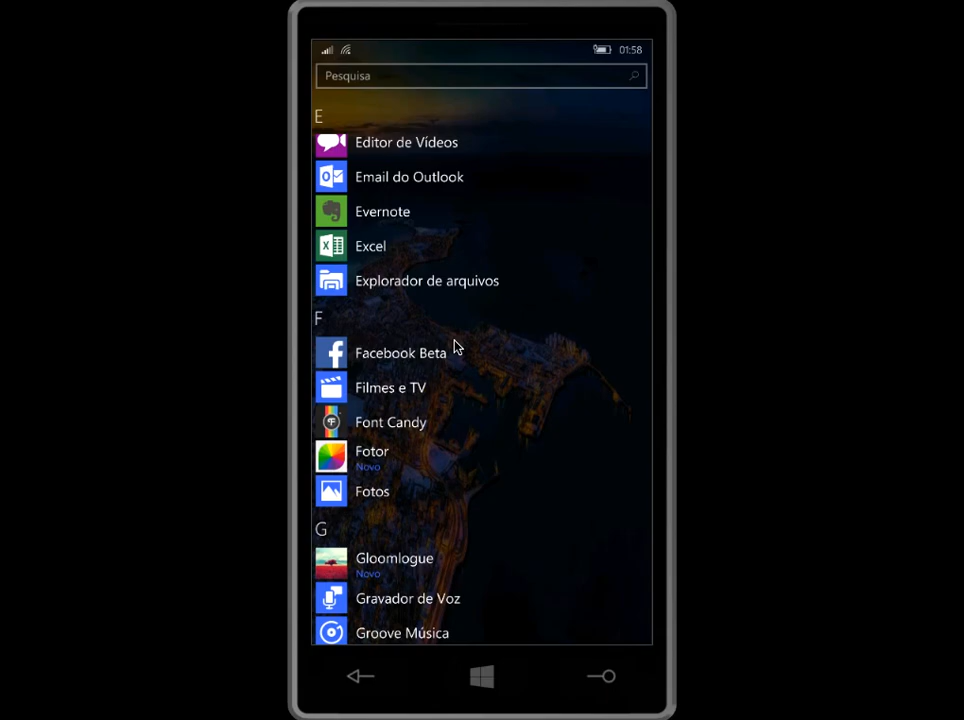 01:58
Pesquisa
E
Editor de Vídeos
Email do Outlook
Evernote
Excel
Explorador de arquivos
F
Facebook Beta
Filmes e TV
Font Candy
Fotor
Novo
Fotos
G
Gloomlogue
Novo
Gravador de Voz
Groove Música